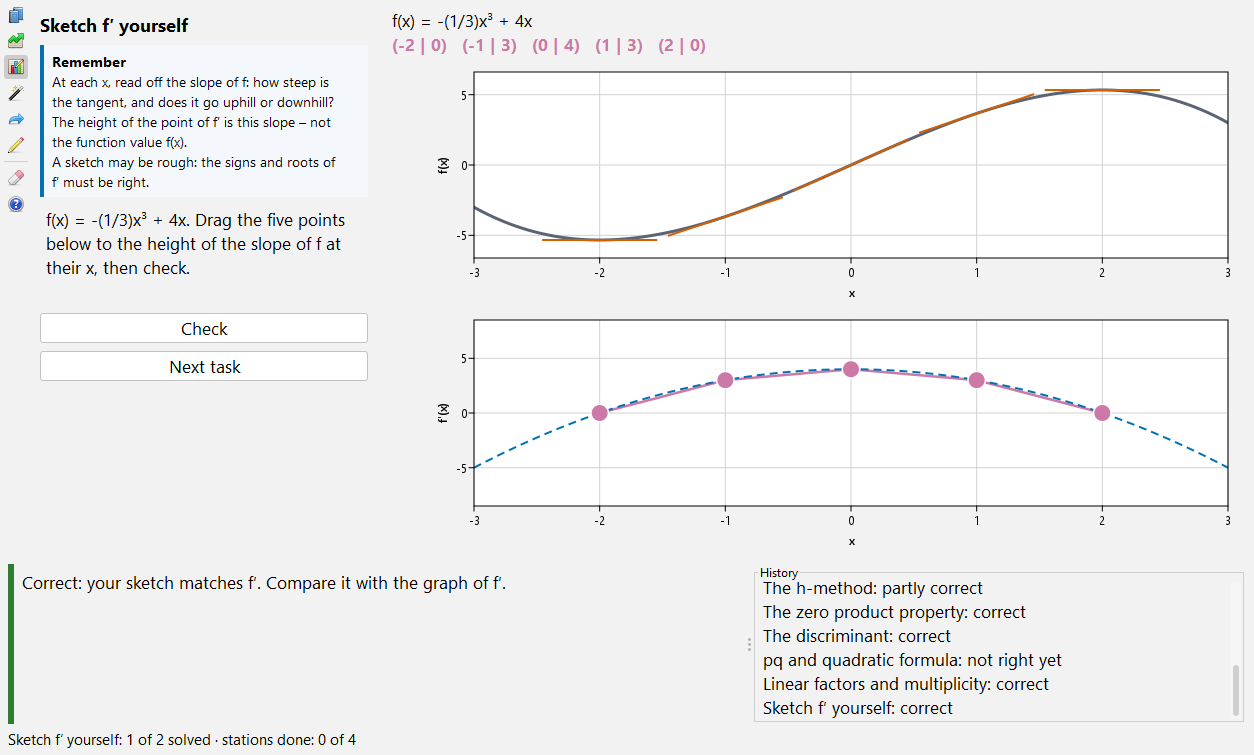 Sketch f′ yourself
Remember
At each x, read off the slope of f: how steep is
the tangent, and does it go uphill or downhill?
The height of the point of f′ is this slope – not
the function value f(x).
A sketch may be rough: the signs and roots of
f′ must be right.
f(x) = -(1/3)x³ + 4x. Drag the five points
below to the height of the slope of f at
their x, then check.
Check
Next task
f(x) = -(1/3)x³ + 4x
(-2 | 0) (-1 | 3) (0 | 4) (1 | 3) (2 | 0)
5
0
-5
f(x)
-3 -2 -1 0 1 2 3
x
5
0
-5
f′(x)
-3 -2 -1 0 1 2 3
x
Correct: your sketch matches f′. Compare it with the graph of f′.
History
The h-method: partly correct
The zero product property: correct
The discriminant: correct
pq and quadratic formula: not right yet
Linear factors and multiplicity: correct
Sketch f′ yourself: correct
Sketch f′ yourself: 1 of 2 solved · stations done: 0 of 4